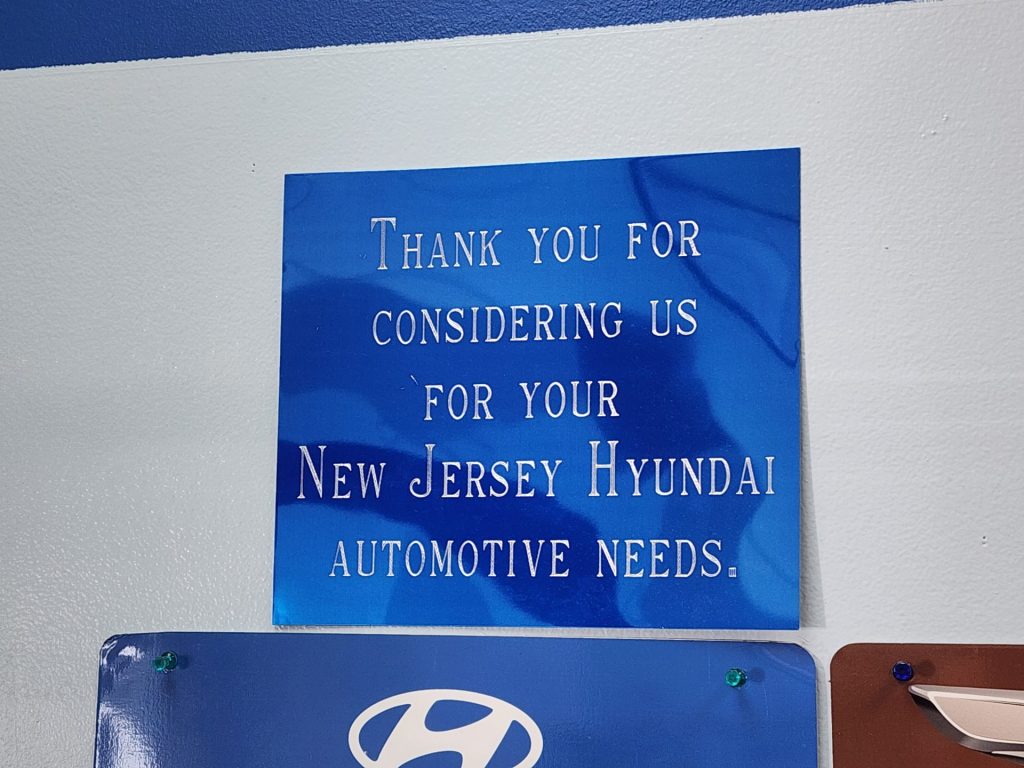 Thank you for
considering us
for your
New Jersey Hyundai
automotive needs.